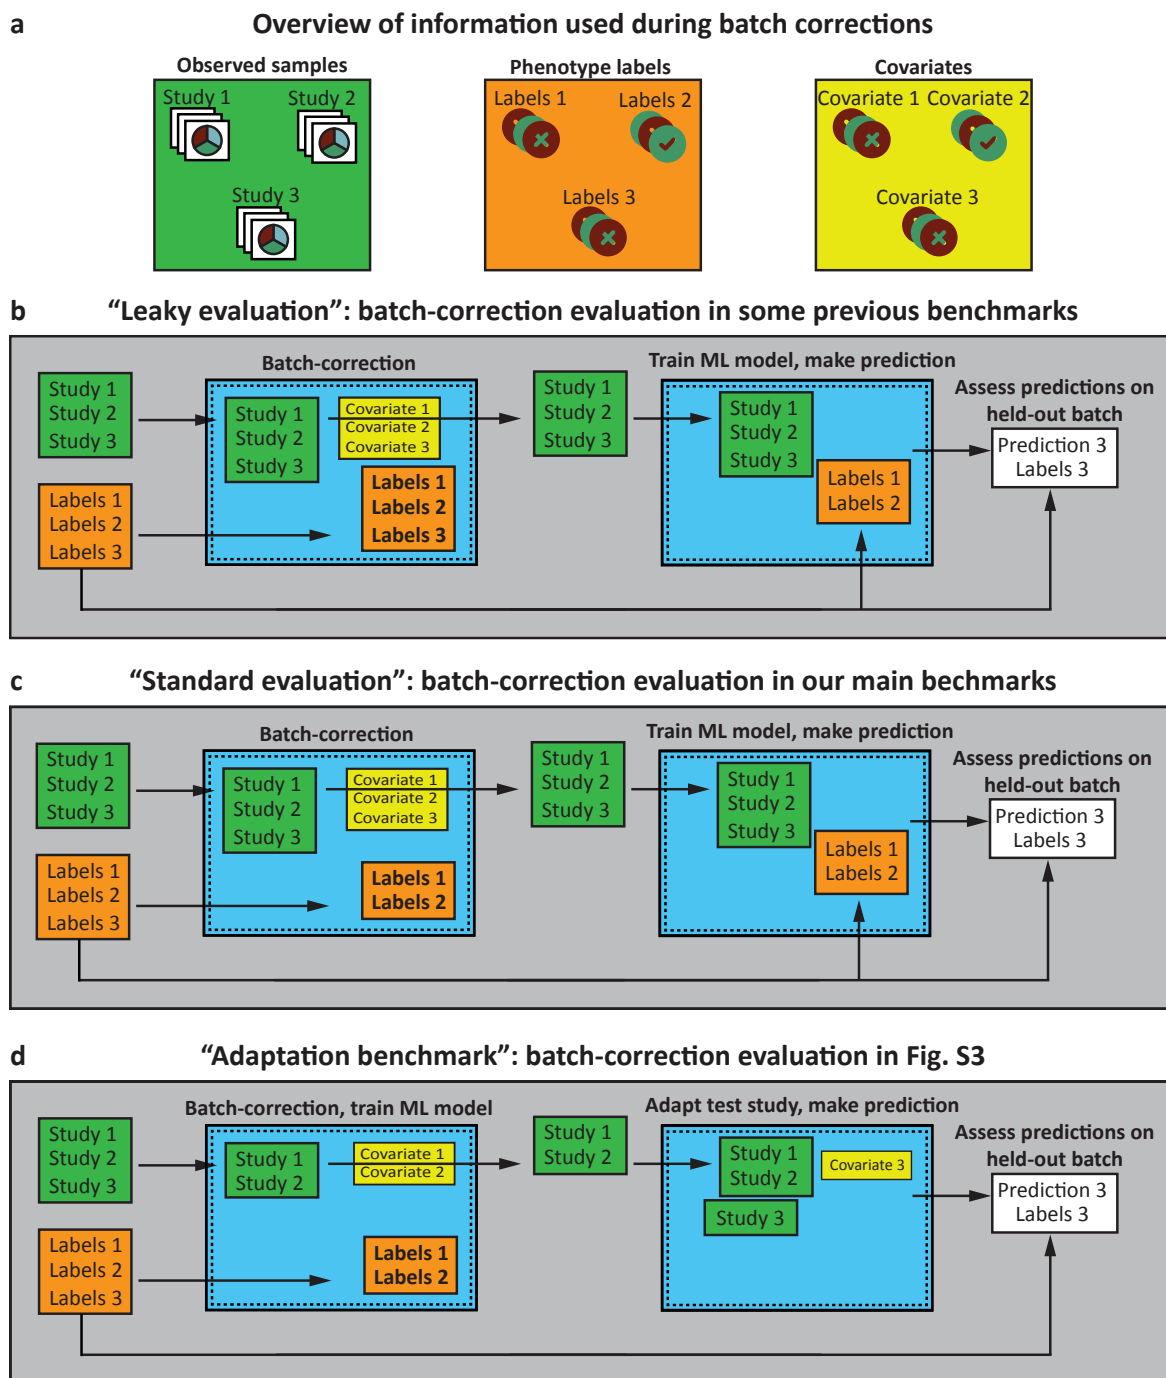 a
Overview of information used during batch corrections
Observed samples
Study 1
Study 2
Study 3
Phenotype labels
Labels 1
Labels 2
Labels 3
Covariates
Covariate 1
Covariate 2
Covariate 3
b
“Leaky evaluation”: batch-correction evaluation in some previous benchmarks
Study 1
Study 2
Study 3
Labels 1
Labels 2
Labels 3
Batch-correction
Study 1
Study 2
Study 3
Covariate 1
Covariate 2
Covariate 3
Labels 1
Labels 2
Labels 3
Study 1
Study 2
Study 3
Train ML model, make prediction
Study 1
Study 2
Study 3
Labels 1
Labels 2
Assess predictions on
held-out batch
Prediction 3
Labels 3
c
“Standard evaluation”: batch-correction evaluation in our main bechmarks
Study 1
Study 2
Study 3
Labels 1
Labels 2
Labels 3
Batch-correction
Study 1
Study 2
Study 3
Covariate 1
Covariate 2
Covariate 3
Labels 1
Labels 2
Study 1
Study 2
Study 3
Train ML model, make prediction
Study 1
Study 2
Study 3
Labels 1
Labels 2
Assess predictions on
held-out batch
Prediction 3
Labels 3
d
“Adaptation benchmark”: batch-correction evaluation in Fig. S3
Study 1
Study 2
Study 3
Labels 1
Labels 2
Labels 3
Batch-correction, train ML model
Study 1
Study 2
Covariate 1
Covariate 2
Labels 1
Labels 2
Study 1
Study 2
Adapt test study, make prediction
Study 1
Study 2
Covariate 3
Study 3
Assess predictions on
held-out batch
Prediction 3
Labels 3